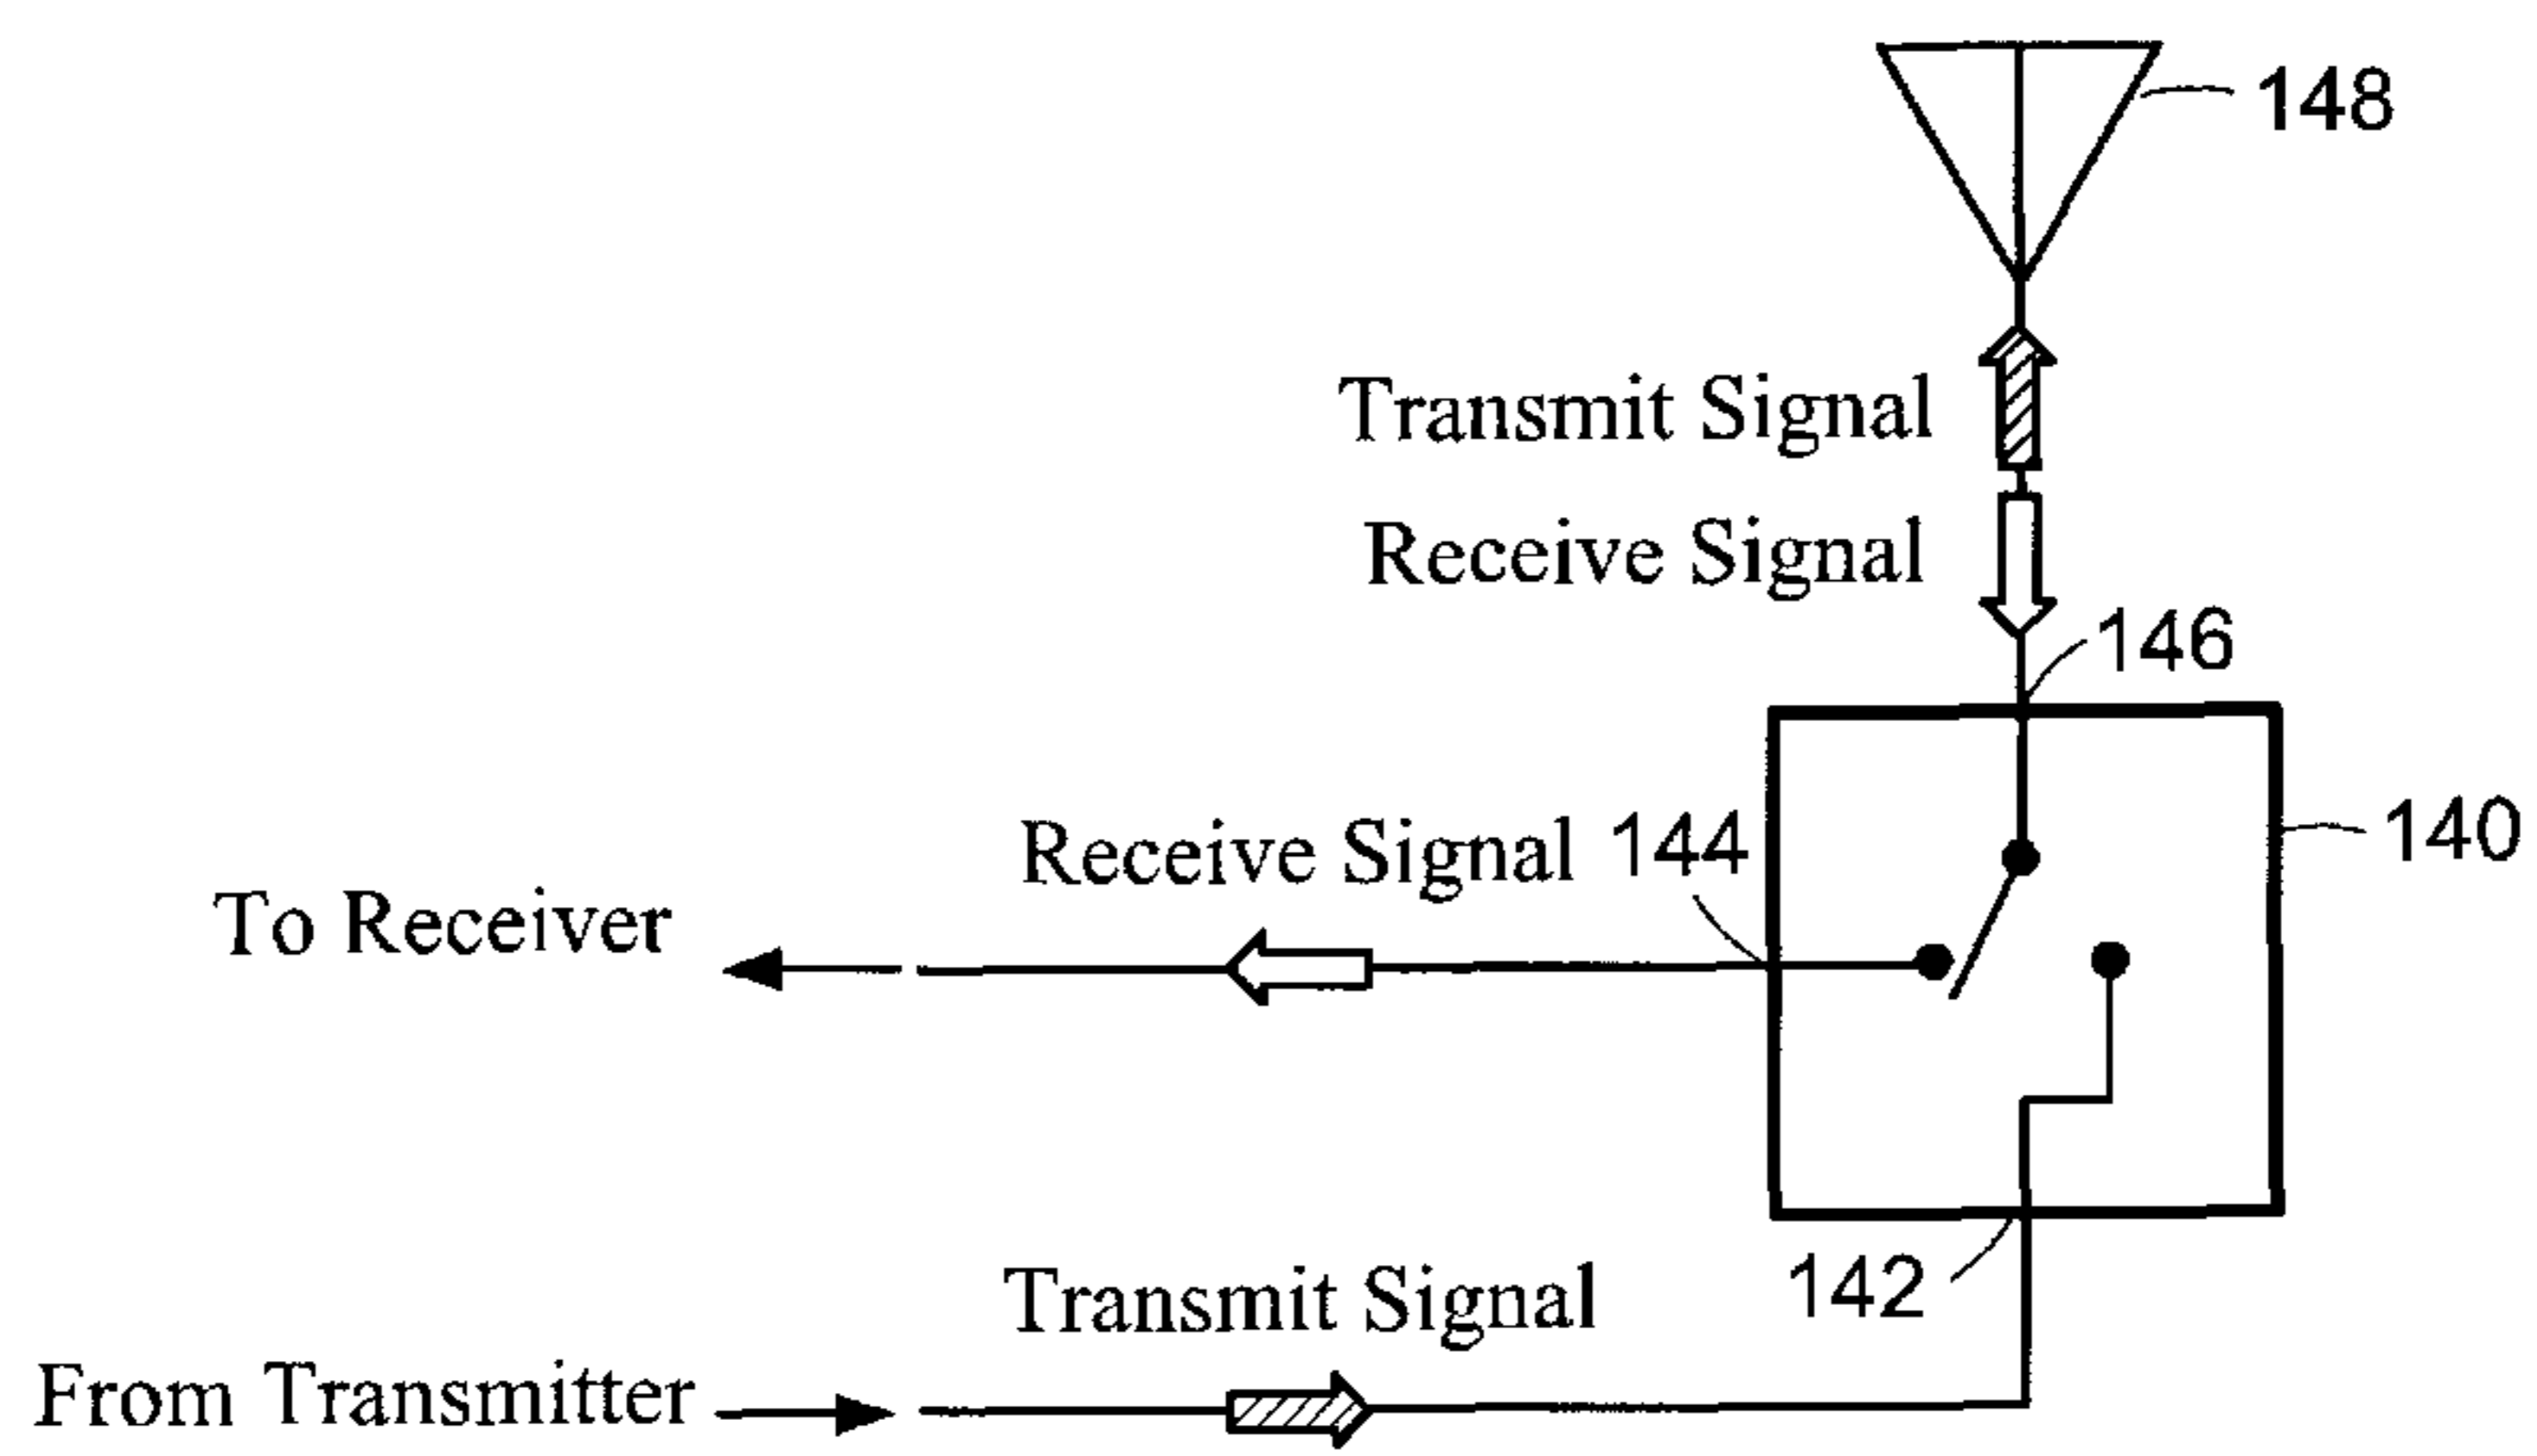 148
Transmit Signal
Receive Signal
146
Receive Signal 144
140
To Receiver
142
Transmit Signal
From Transmitter